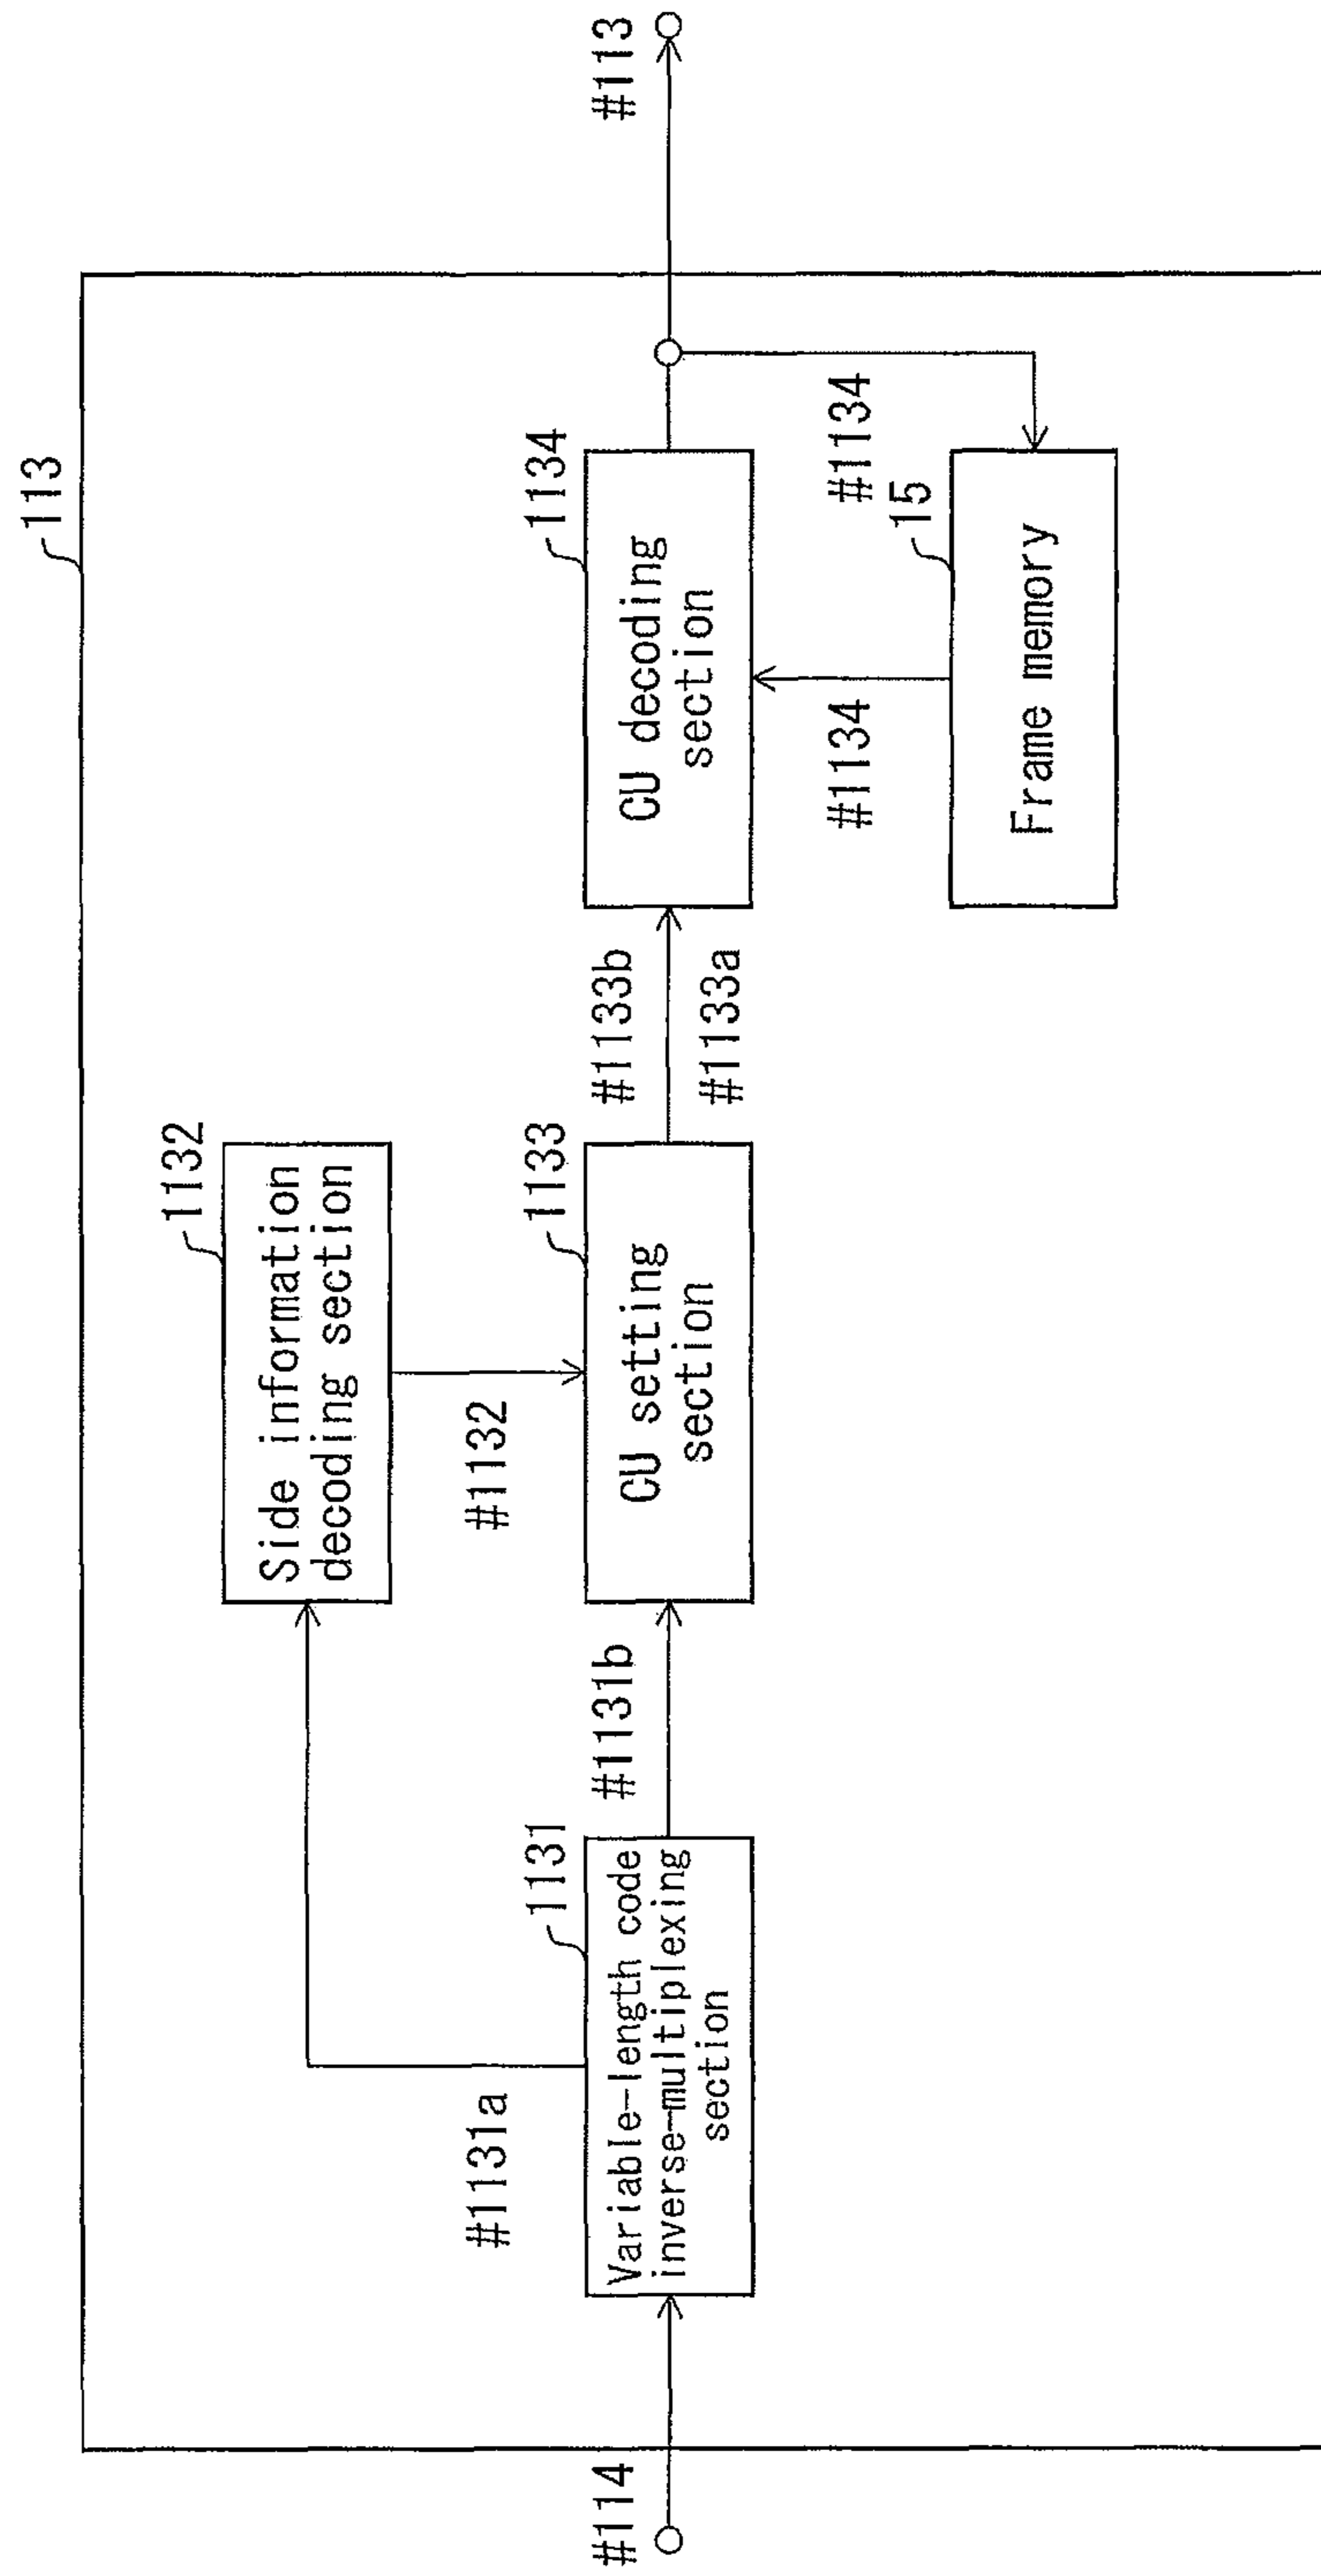 113
#114
#1131a
1131
Variable-length code
inverse-multiplexing
section
#1131b
1132
Side information
decoding section
#1132
1133
CU setting
section
#1133b
#1133a
1134
CU decoding
section
#1134
#1134
15
Frame memory
#113